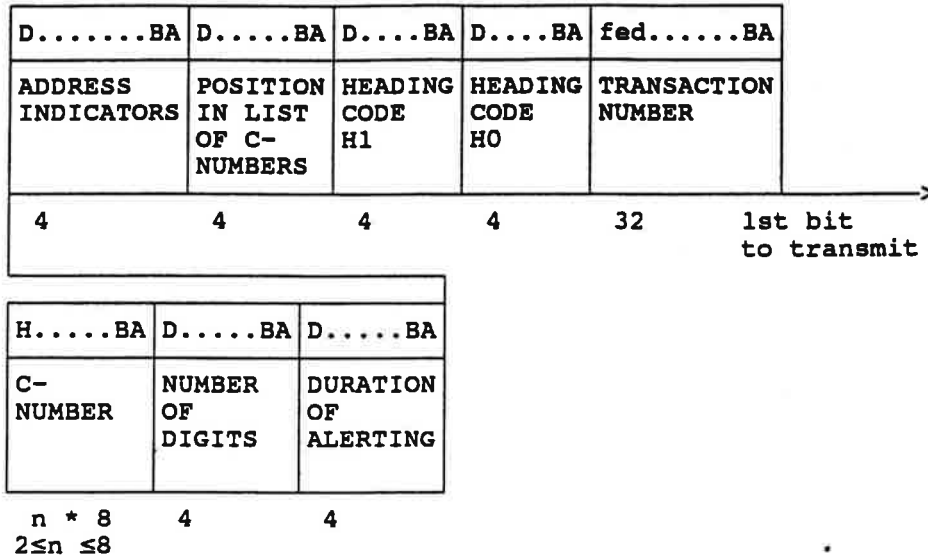 D.......BA D.....BA D....BA D....BA fed......BA
ADDRESS POSITION HEADING HEADING TRANSACTION
INDICATORS IN LIST CODE CODE NUMBER
OF C- H1 H0
NUMBERS
4 4 4 4 32 1st bit
to transmit
H.....BA D.....BA D.....BA
C- NUMBER DURATION
NUMBER OF OF
DIGITS ALERTING
n * 8 4 4
2≤n ≤8